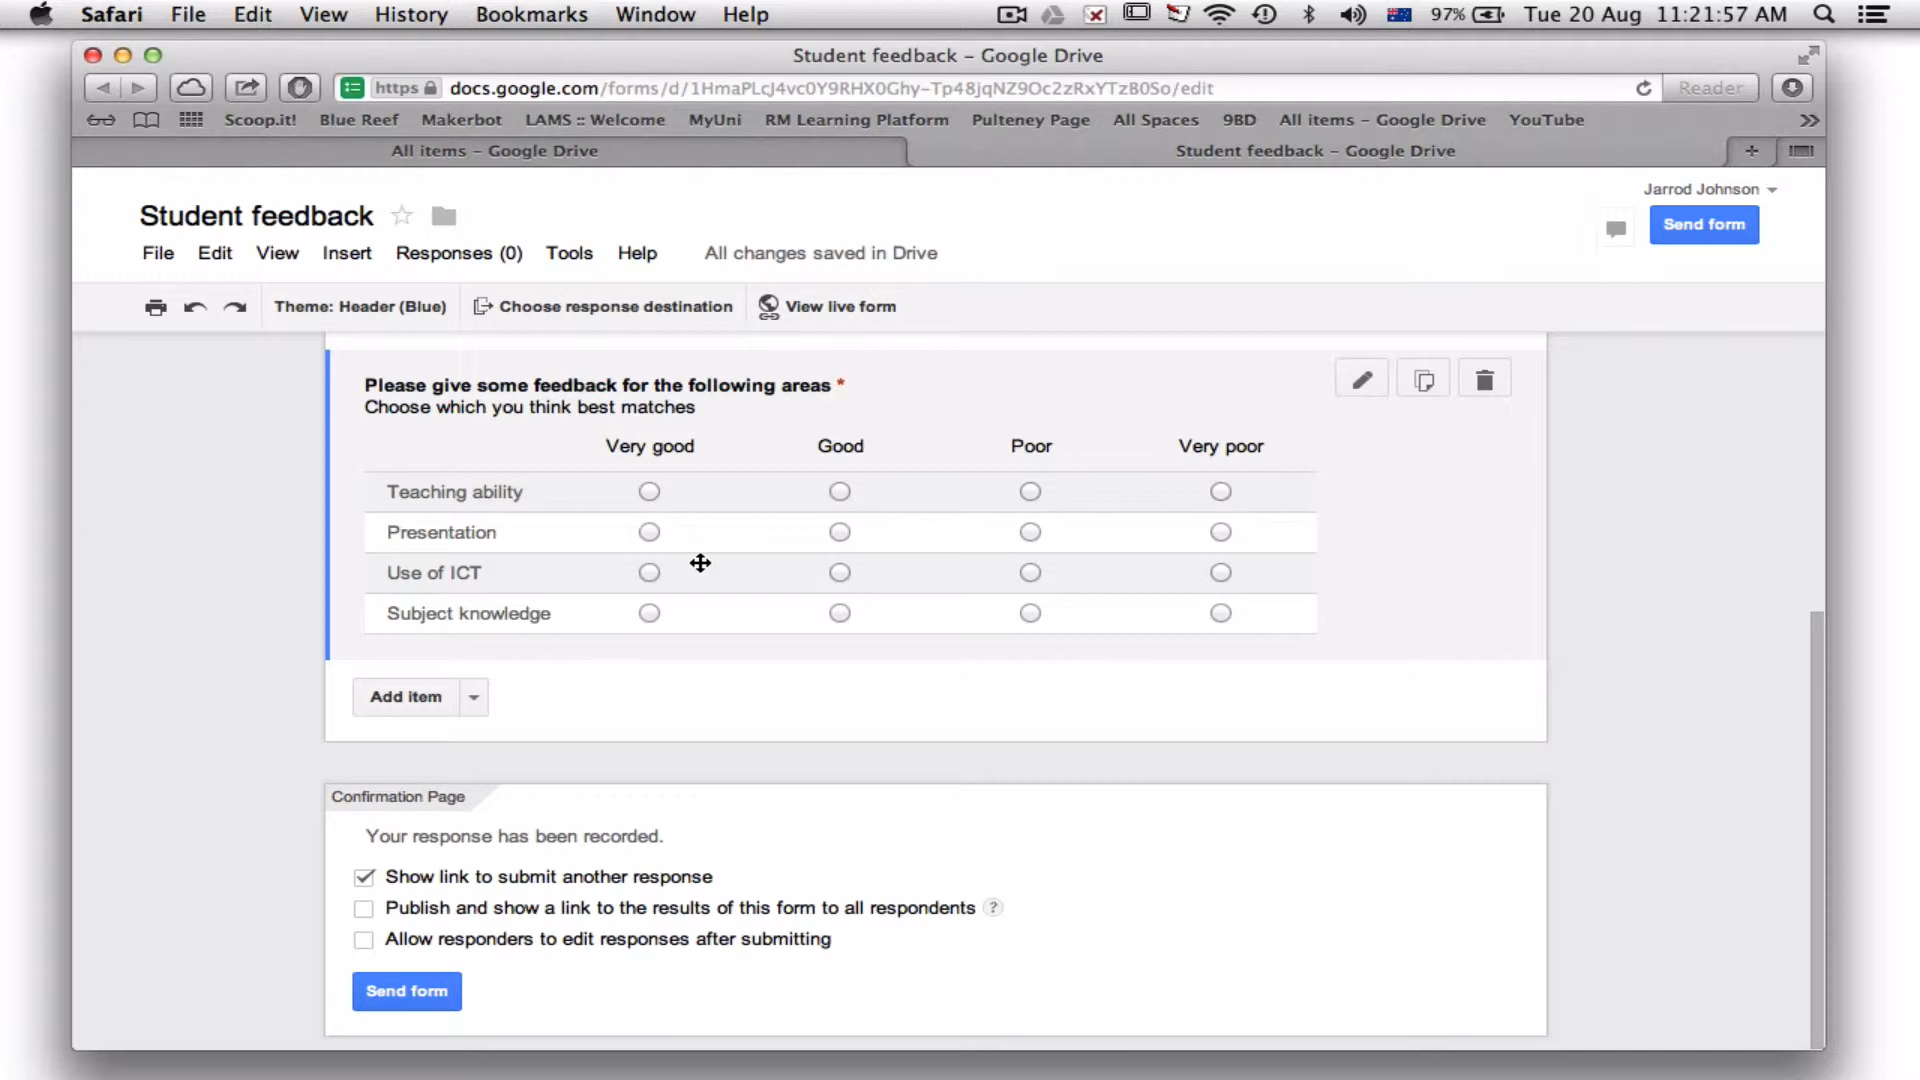 Safari File Edit View History Bookmarks Window Help 97% Tue 20 Aug 11:21:57 AM
Student feedback – Google Drive
https docs.google.com/forms/d/1HmaPLcJ4vc0Y9RHX0Ghy-Tp48jqNZ9Oc2zRxYTzB0So/edit Reader
Scoop.it! Blue Reef Makerbot LAMS :: Welcome MyUni RM Learning Platform Pulteney Page All Spaces 9BD All items – Google Drive YouTube
All items – Google Drive Student feedback – Google Drive
Jarrod Johnson
Student feedback
Send form
File Edit View Insert Responses (0) Tools Help All changes saved in Drive
Theme: Header (Blue) Choose response destination View live form
Please give some feedback for the following areas *
Choose which you think best matches
Very good Good Poor Very poor
Teaching ability
Presentation
Use of ICT
Subject knowledge
Add item
Confirmation Page
Your response has been recorded.
Show link to submit another response
Publish and show a link to the results of this form to all respondents ?
Allow responders to edit responses after submitting
Send form